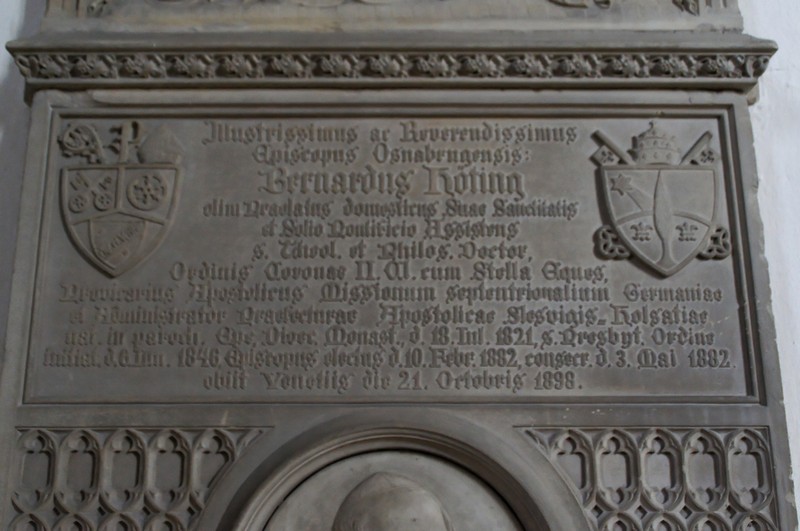 Illustrissimus ac Reverendissimus
Episcopus Osnabrugensis:
Bernardus Höting
olim Praelatus domesticus Suae Sanctitatis
et Solio Pontificio Assistens
s. Theol. et Philos. Doctor,
Ordinis Coronae II. Cl. cum Stella Eques,
Provicarius Apostolicus Missionum septentrionalium Germaniae
et Administrator Praefecturae Apostolicae Slesvigis-Holsatiae
nat. in paroch. Epe, Dioec. Monast., d. 18. Jul. 1821, s. Presbyt. Ordine
initiat. d. 6. Jun. 1846, Episcopus electus d. 10. Febr. 1882, consecr. d. 3. Mai 1882.
obiit Venetiis die 21. Octobris 1898.